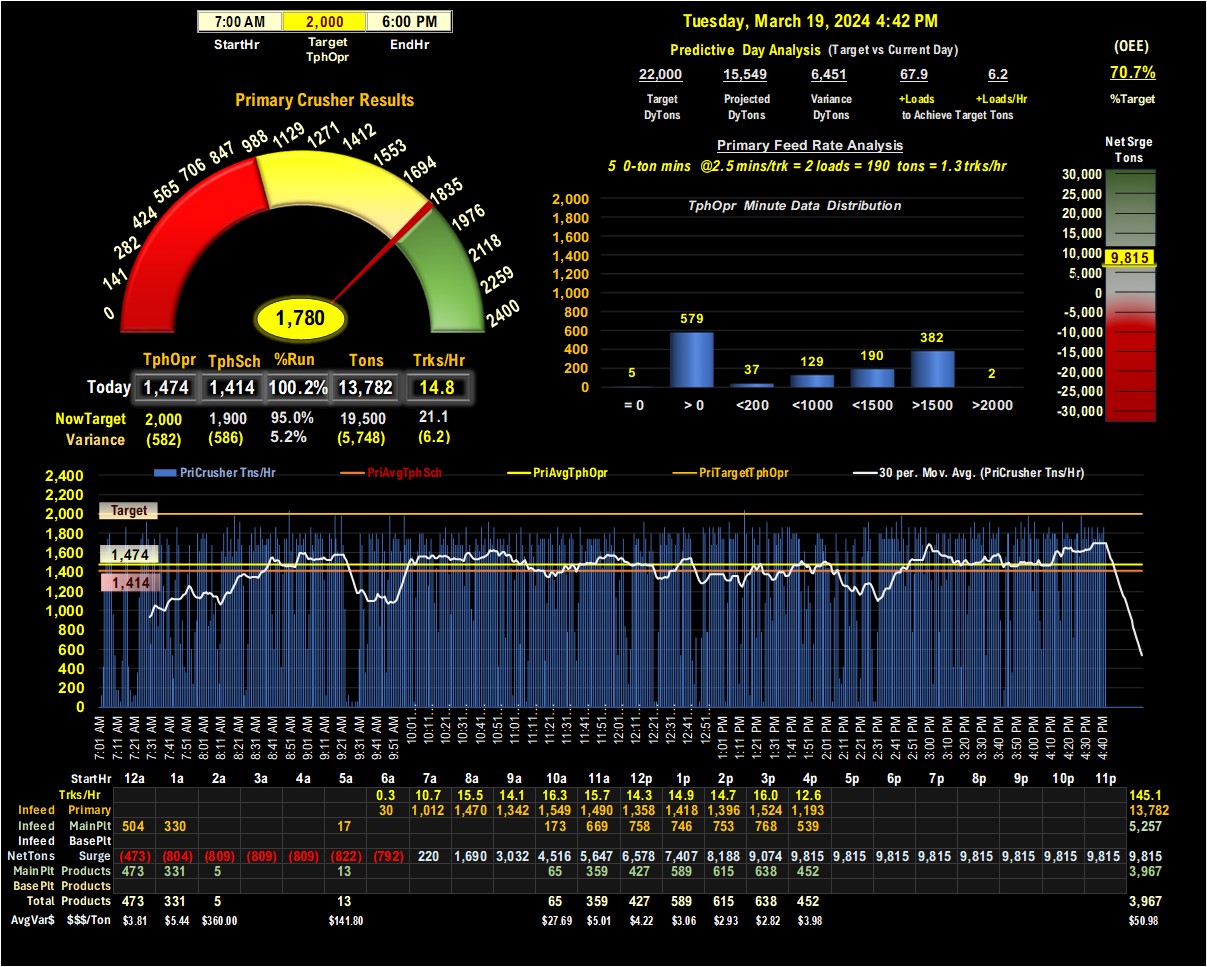 7:00 AM 2,000 6:00 PM
StartHr Target TphOpr EndHr
Tuesday, March 19, 2024 4:42 PM
Predictive Day Analysis (Target vs Current Day)
22,000 15,549 6,451 67.9 6.2
Target Projected Variance +Loads +Loads/Hr
DyTons DyTons DyTons to Achieve Target Tons
(OEE)
70.7%
%Target
Primary Crusher Results
0 141 282 424 565 706 847 988 1129 1271 1412 1553 1694 1835 1976 2118 2259 2400
1,780
TphOpr TphSch %Run Tons Trks/Hr
Today 1,474 1,414 100.2% 13,782 14.8
NowTarget 2,000 1,900 95.0% 19,500 21.1
Variance (582) (586) 5.2% (5,748) (6.2)
Primary Feed Rate Analysis
5 0-ton mins @2.5 mins/trk = 2 loads = 190 tons = 1.3 trks/hr
TphOpr Minute Data Distribution
2,000
1,800
1,600
1,400
1,200
1,000
800
600
400
200
0
5 579 37 129 190 382 2
= 0 > 0 <200 <1000 <1500 >1500 >2000
Net Srge
Tons
30,000
25,000
20,000
15,000
10,000
9,815
5,000
0
-5,000
-10,000
-15,000
-20,000
-25,000
-30,000
PriCrusher Tns/Hr PriAvgTphSch PriAvgTphOpr PriTargetTphOpr 30 per. Mov. Avg. (PriCrusher Tns/Hr)
2,400
2,200
2,000
1,800
1,600
1,400
1,200
1,000
800
600
400
200
0
Target
1,474
1,414
7:01 AM 7:11 AM 7:21 AM 7:31 AM 7:41 AM 7:51 AM 8:01 AM 8:11 AM 8:21 AM 8:31 AM 8:41 AM 8:51 AM 9:01 AM 9:11 AM 9:21 AM 9:31 AM 9:41 AM 9:51 AM 10:01… 10:11… 10:21… 10:31… 10:41… 10:51… 11:01… 11:11… 11:21… 11:31… 11:41… 11:51… 12:01… 12:11… 12:21… 12:31… 12:41… 12:51… 1:01 PM 1:11 PM 1:21 PM 1:31 PM 1:41 PM 1:51 PM 2:01 PM 2:11 PM 2:21 PM 2:31 PM 2:41 PM 2:50 PM 3:00 PM 3:10 PM 3:20 PM 3:30 PM 3:40 PM 3:50 PM 4:00 PM 4:10 PM 4:20 PM 4:30 PM 4:40 PM
StartHr 12a 1a 2a 3a 4a 5a 6a 7a 8a 9a 10a 11a 12p 1p 2p 3p 4p 5p 6p 7p 8p 9p 10p 11p
Trks/Hr 0.3 10.7 15.5 14.1 16.3 15.7 14.3 14.9 14.7 16.0 12.6 145.1
Infeed Primary 30 1,012 1,470 1,342 1,549 1,490 1,358 1,418 1,396 1,524 1,193 13,782
Infeed MainPlt 504 330 17 173 669 758 746 753 768 539 5,257
Infeed BasePlt
NetTons Surge (473) (804) (809) (809) (809) (822) (792) 220 1,690 3,032 4,516 5,647 6,578 7,407 8,188 9,074 9,815 9,815 9,815 9,815 9,815 9,815 9,815 9,815 9,815
MainPlt Products 473 331 5 13 65 359 427 589 615 638 452 3,967
BasePlt Products
Total Products 473 331 5 13 65 359 427 589 615 638 452 3,967
AvgVar$ $$$/Ton $3.81 $5.44 $360.00 $141.80 $27.69 $5.01 $4.22 $3.06 $2.93 $2.82 $3.98 $50.98